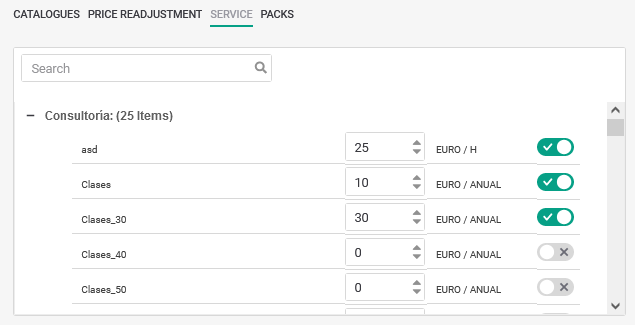 CATALOGUES PRICE READJUSTMENT SERVICE PACKS
Search
Consultoría: (25 Items)
asd 25 EURO / H
Clases 10 EURO / ANUAL
Clases_30 30 EURO / ANUAL
Clases_40 0 EURO / ANUAL
Clases_50 0 EURO / ANUAL